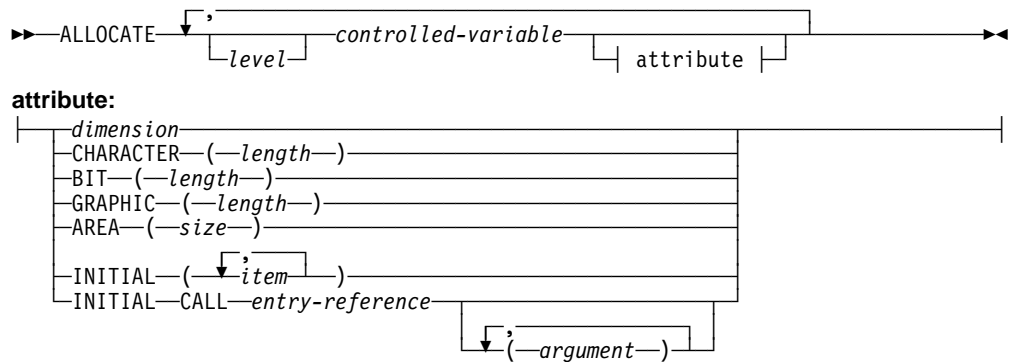 ,
ALLOCATE level controlled-variable attribute
attribute:
dimension
CHARACTER (length)
BIT (length)
GRAPHIC (length)
AREA (size)
,
INITIAL (item)
INITIAL CALL entry-reference
,
(argument)